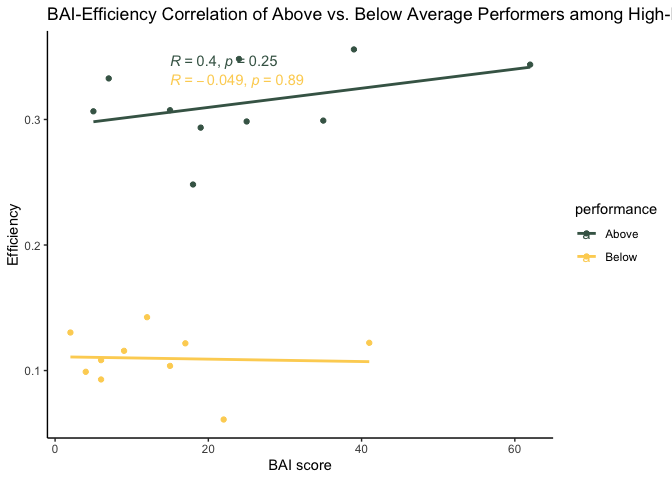 BAI-Efficiency Correlation of Above vs. Below Average Performers among High-
R = 0.4, p = 0.25
R = − 0.049, p = 0.89
0.3
0.2
0.1
Efficiency
0
20
40
60
BAI score
performance
a Above
a Below